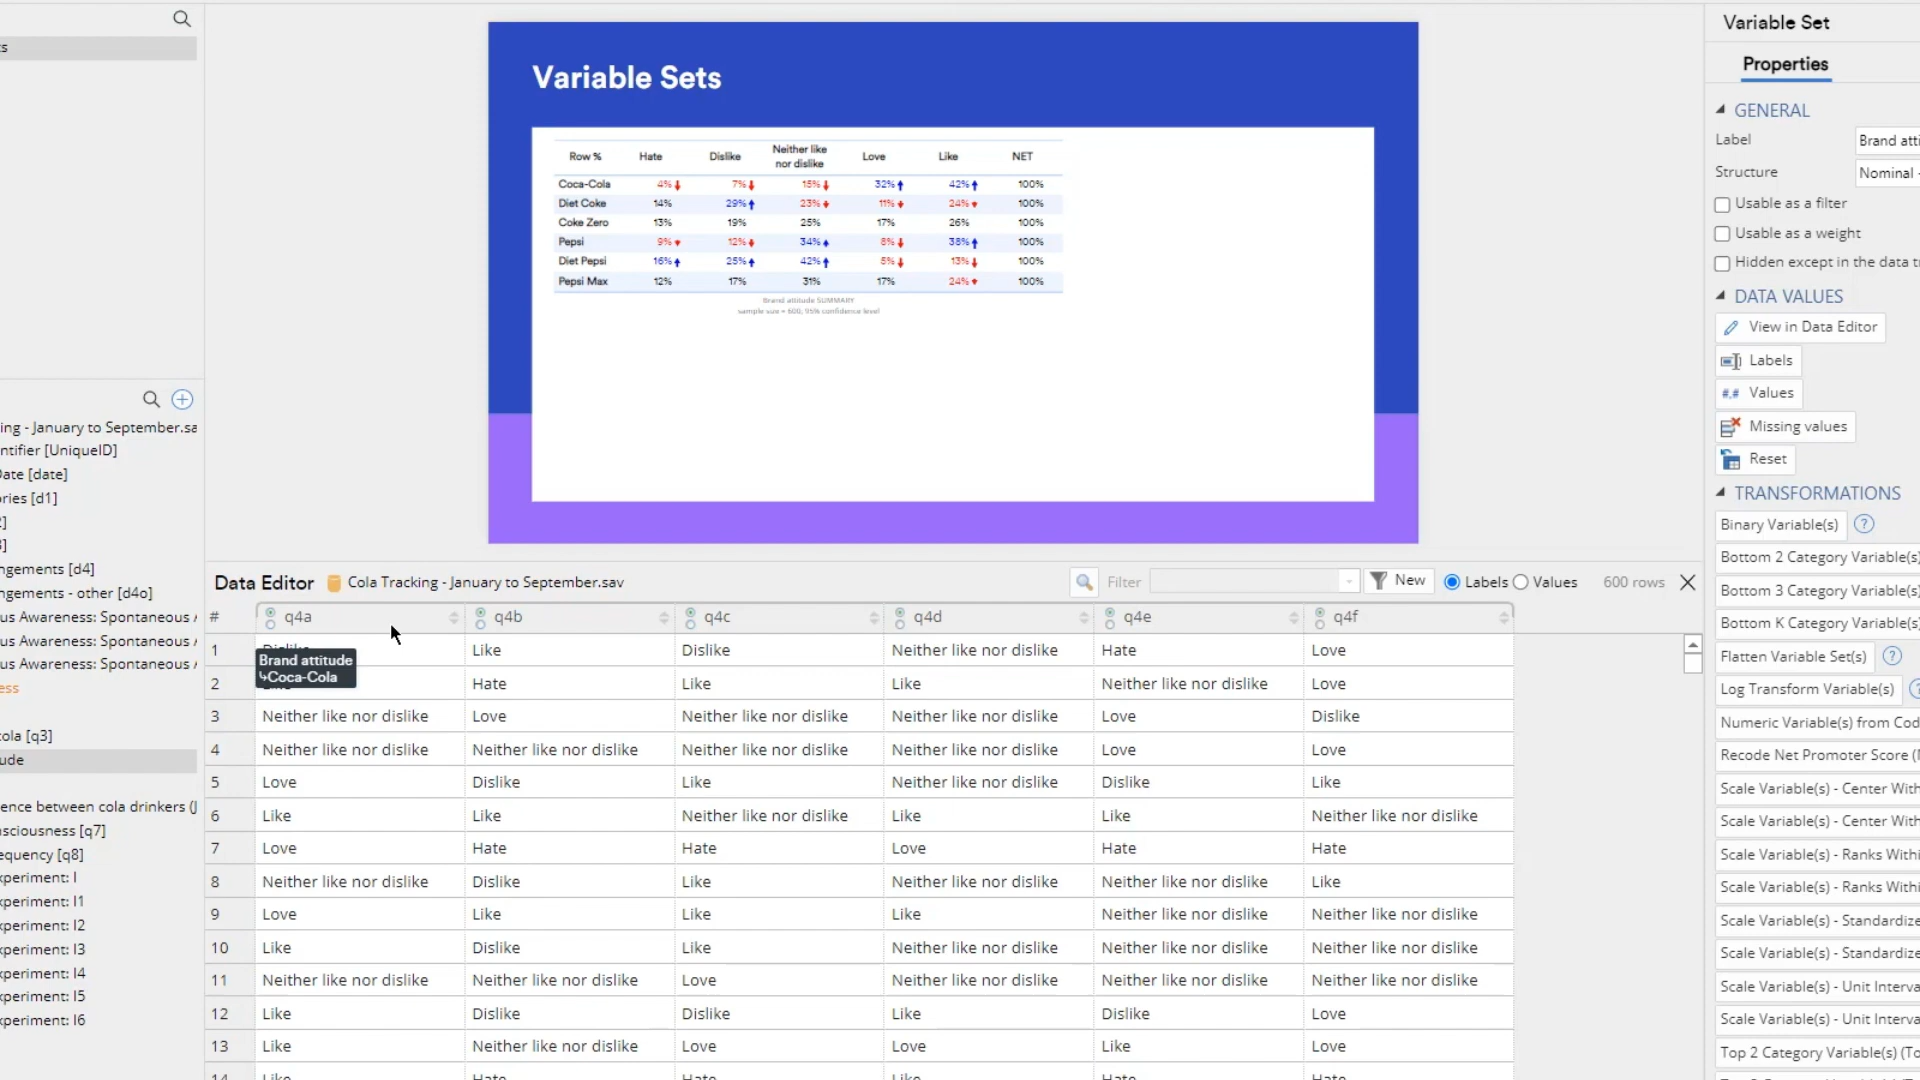 s
ing - January to September.sa
ntifier [UniqueID]
Date [date]
ries [d1]
]
]
ngements [d4]
ngements - other [d4o]
us Awareness: Spontaneous
us Awareness: Spontaneous
us Awareness: Spontaneous
ess
ola [q3]
ude
ence between cola drinkers (
nsciousness [q7]
equency [q8]
xperiment: I
xperiment: I1
xperiment: I2
xperiment: I3
xperiment: I4
xperiment: I5
xperiment: I6
Variable Sets
Row % Hate Dislike Neither like nor dislike Love Like NET
Coca-Cola 4% 7% 15% 32% 42% 100%
Diet Coke 14% 29% 23% 11% 24% 100%
Coke Zero 13% 19% 25% 17% 26% 100%
Pepsi 9% 12% 34% 8% 38% 100%
Diet Pepsi 16% 25% 42% 5% 13% 100%
Pepsi Max 12% 17% 31% 17% 24% 100%
Brand attitude SUMMARY
sample size = 600; 95% confidence level
Data Editor Cola Tracking - January to September.sav Filter New Labels Values 600 rows
# q4a q4b q4c q4d q4e q4f
1 Like Dislike Neither like nor dislike Hate Love
Brand attitude
Coca-Cola
2 Hate Like Like Neither like nor dislike Love
3 Neither like nor dislike Love Neither like nor dislike Neither like nor dislike Love Dislike
4 Neither like nor dislike Neither like nor dislike Neither like nor dislike Neither like nor dislike Love Love
5 Love Dislike Like Neither like nor dislike Dislike Like
6 Like Like Neither like nor dislike Like Like Neither like nor dislike
7 Love Hate Hate Love Hate Hate
8 Neither like nor dislike Dislike Like Neither like nor dislike Neither like nor dislike Like
9 Love Like Like Like Neither like nor dislike Neither like nor dislike
10 Like Dislike Like Neither like nor dislike Neither like nor dislike Neither like nor dislike
11 Neither like nor dislike Neither like nor dislike Love Neither like nor dislike Neither like nor dislike Neither like nor dislike
12 Like Dislike Dislike Like Dislike Love
13 Like Neither like nor dislike Love Love Like Love
14 Like Hate Hate Like Hate Hate
Variable Set
Properties
GENERAL
Label Brand atti
Structure Nominal -
Usable as a filter
Usable as a weight
Hidden except in the data t
DATA VALUES
View in Data Editor
Labels
Values
Missing values
Reset
TRANSFORMATIONS
Binary Variable(s) ?
Bottom 2 Category Variable(s)
Bottom 3 Category Variable(s)
Bottom K Category Variable(s)
Flatten Variable Set(s) ?
Log Transform Variable(s) ?
Numeric Variable(s) from Cod
Recode Net Promoter Score (
Scale Variable(s) - Center With
Scale Variable(s) - Center With
Scale Variable(s) - Ranks Withi
Scale Variable(s) - Ranks Withi
Scale Variable(s) - Standardize
Scale Variable(s) - Standardize
Scale Variable(s) - Unit Interva
Scale Variable(s) - Unit Interva
Top 2 Category Variable(s) (To